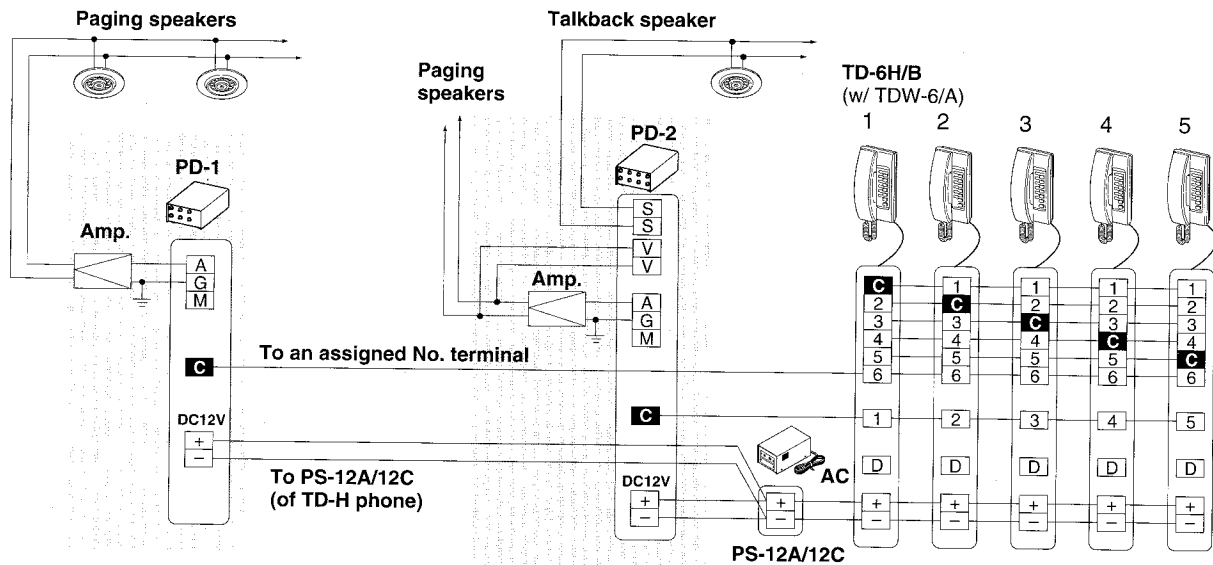 Paging speakers
Talkback speaker
Paging
speakers
TD-6H/B
(w/ TDW-6/A)
1 2 3 4 5
PD-1
PD-2
Amp.
A
G
M
C
DC12V
+
−
S
S
V
V
Amp.
A
G
M
C
DC12V
+
−
To an assigned No. terminal
To PS-12A/12C
(of TD-H phone)
AC
+
−
PS-12A/12C
C 1 1 1 1
2 C 2 2 2
3 3 C 3 3
4 4 4 C 4
5 5 5 5 C
6 6 6 6 6
1 2 3 4 5
D D D D D
+ + + + +
− − − − −